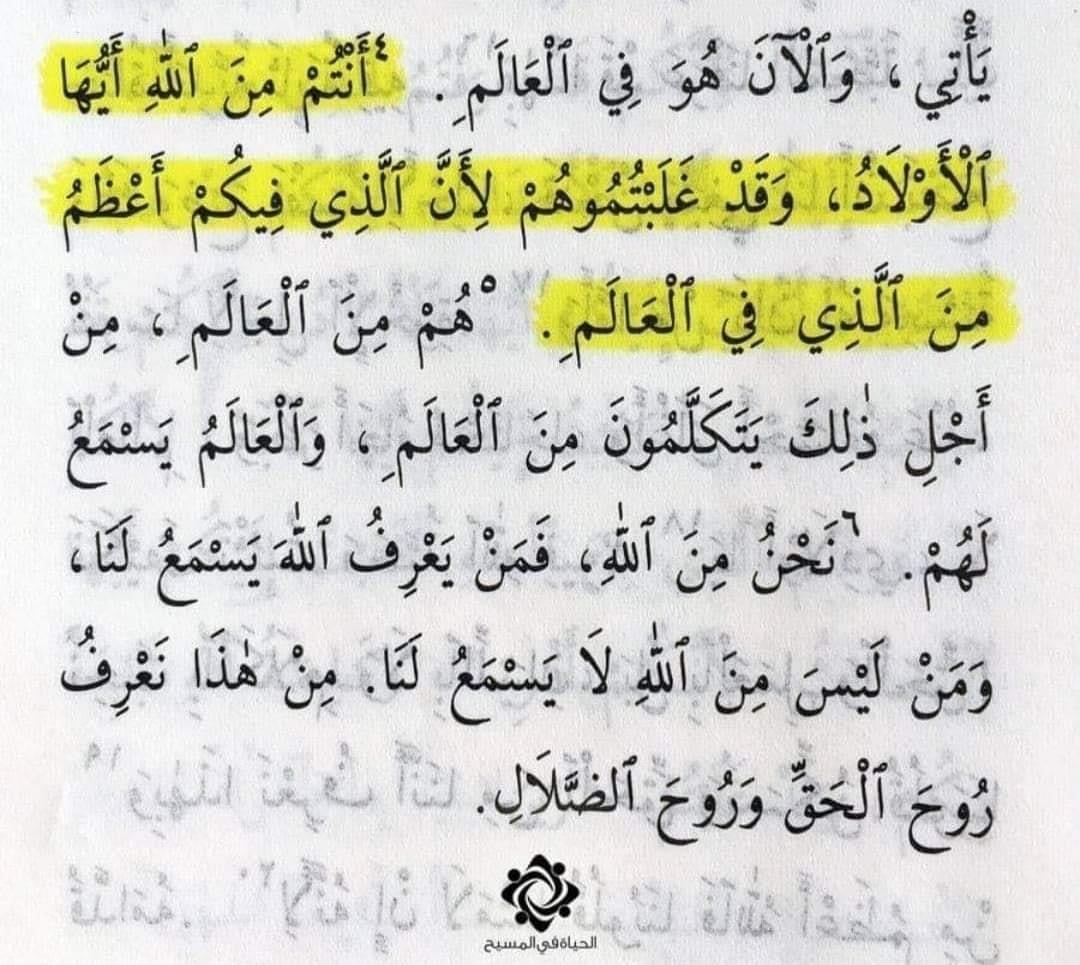 يَأْتِي، وَٱلْآنَ هُوَ فِي ٱلْعَالَمِ. ٤أَنْتُمْ مِنَ ٱللهِ أَيُّهَا
ٱلْأَوْلَادُ، وَقَدْ غَلَبْتُمُوهُمْ لِأَنَّ ٱلَّذِي فِيكُمْ أَعْظَمُ
مِنَ ٱلَّذِي فِي ٱلْعَالَمِ. ٥هُمْ مِنَ ٱلْعَالَمِ، مِنْ
أَجْلِ ذٰلِكَ يَتَكَلَّمُونَ مِنَ ٱلْعَالَمِ، وَٱلْعَالَمُ يَسْمَعُ
لَهُمْ. ٦نَحْنُ مِنَ ٱللهِ، فَمَنْ يَعْرِفُ ٱللهَ يَسْمَعُ لَنَا،
وَمَنْ لَيْسَ مِنَ ٱللهِ لَا يَسْمَعُ لَنَا. مِنْ هٰذَا نَعْرِفُ
رُوحَ ٱلْحَقِّ وَرُوحَ ٱلضَّلَالِ.
الحياة في المسيح